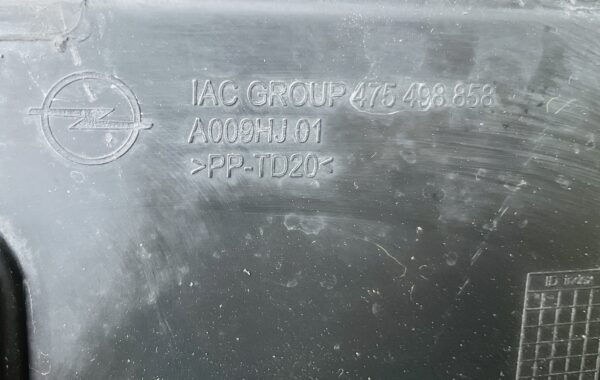 IAC GROUP 475 498 858
A009HJ 01
>PP-TD20<